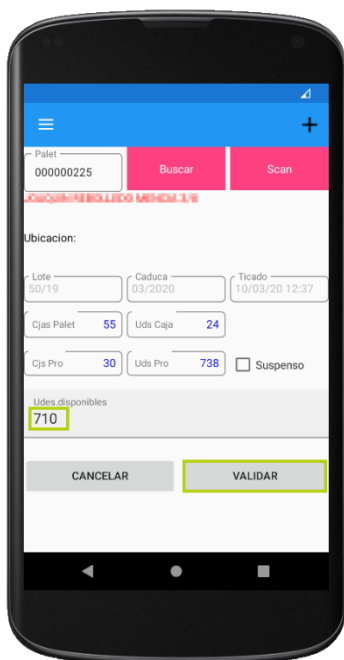 Palet
000000225
Buscar
Scan
Ubicacion:
Lote
50/19
Caduca
03/2020
Ticado
10/03/20 12:37
Cjas Palet 55
Uds Caja 24
Cjs Pro 30
Uds Pro 738
Suspenso
Udes.disponibles
710
CANCELAR
VALIDAR